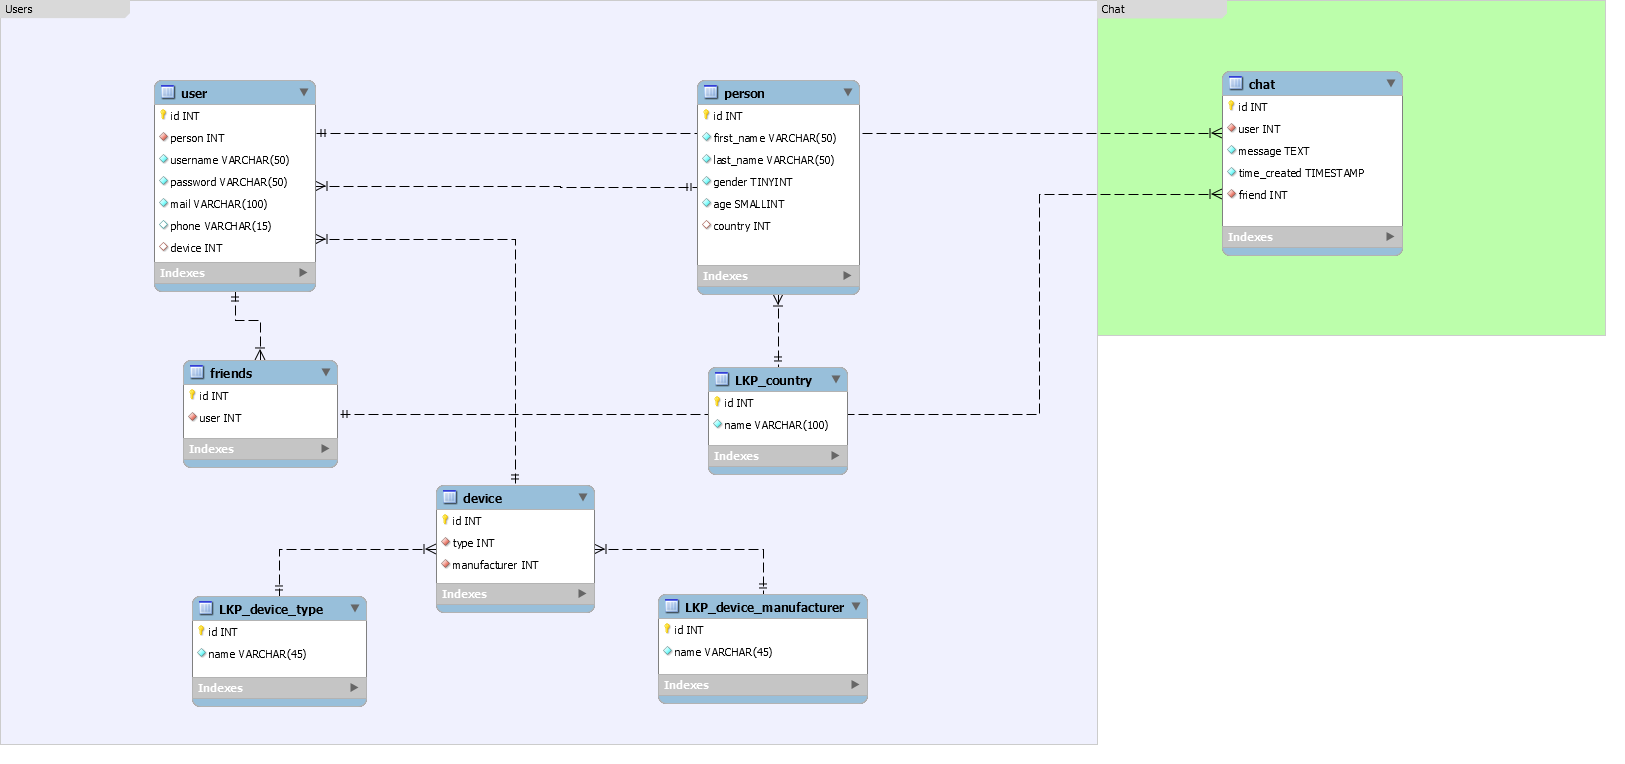 Users
Chat
user
id INT
person INT
username VARCHAR(50)
password VARCHAR(50)
mail VARCHAR(100)
phone VARCHAR(15)
device INT
Indexes
person
id INT
first_name VARCHAR(50)
last_name VARCHAR(50)
gender TINYINT
age SMALLINT
country INT
Indexes
chat
id INT
user INT
message TEXT
time_created TIMESTAMP
friend INT
Indexes
friends
id INT
user INT
Indexes
LKP_country
id INT
name VARCHAR(100)
Indexes
device
id INT
type INT
manufacturer INT
Indexes
LKP_device_type
id INT
name VARCHAR(45)
Indexes
LKP_device_manufacturer
id INT
name VARCHAR(45)
Indexes